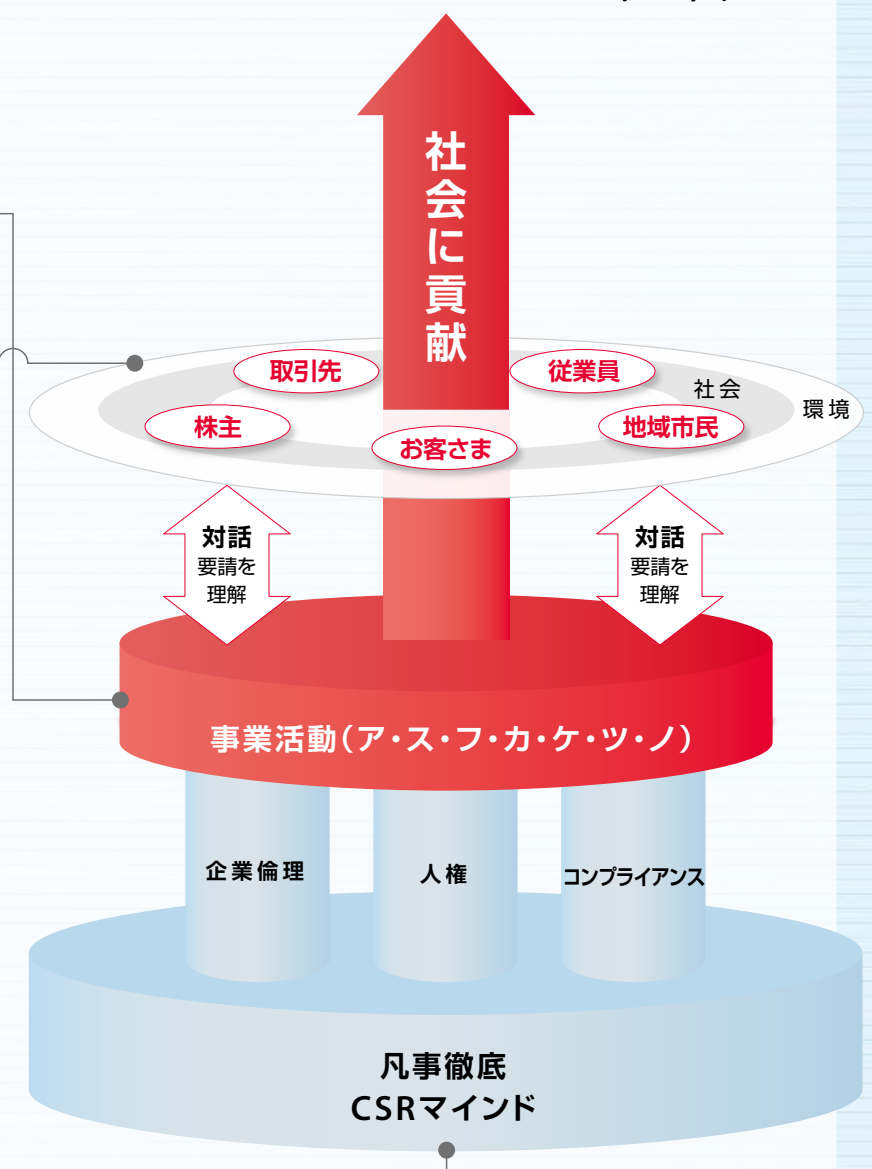 社会に貢献
取引先
従業員
社会
環境
株主
お客さま
地域市民
対話
要請を
理解
対話
要請を
理解
事業活動(ア・ス・フ・カ・ケ・ツ・ノ)
企業倫理
人権
コンプライアンス
凡事徹底
CSRマインド